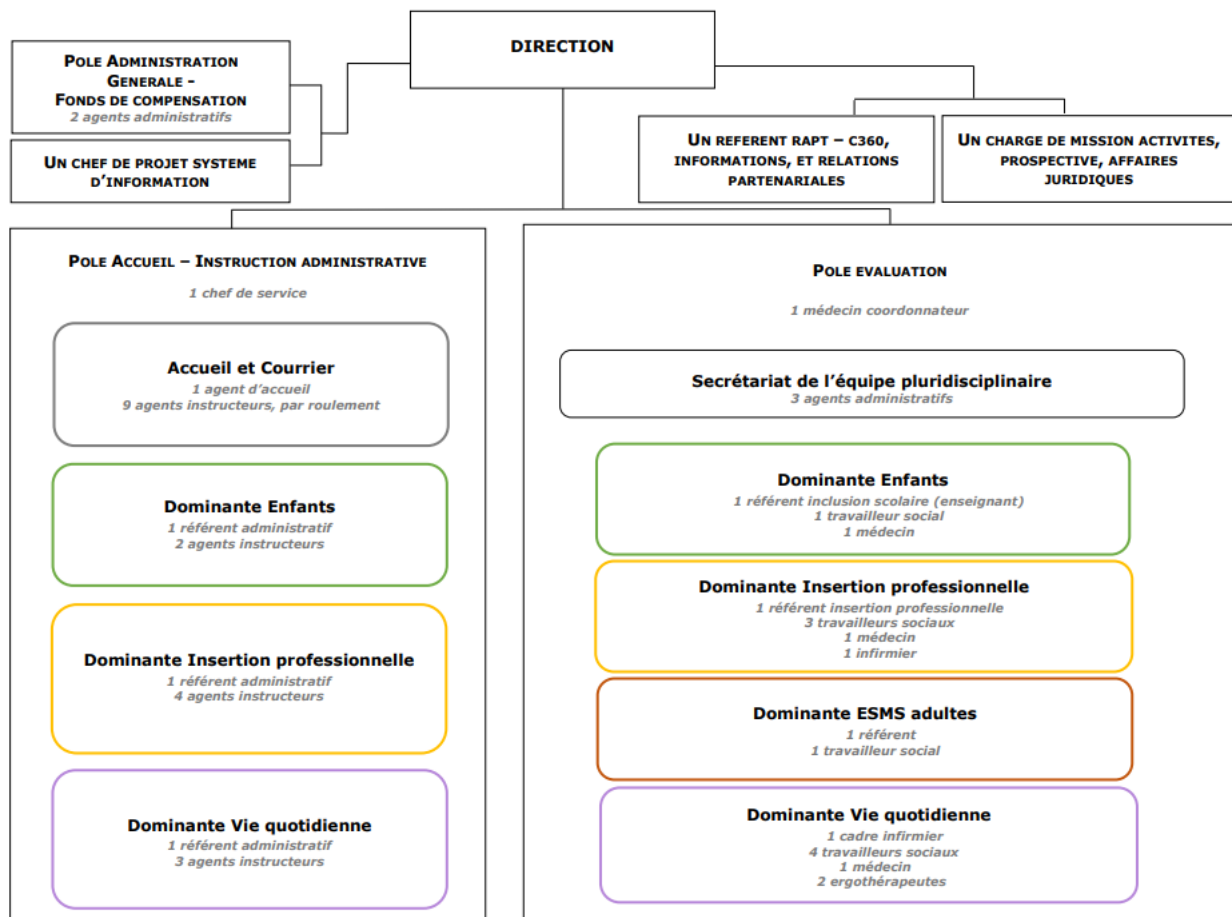 DIRECTION
POLE ADMINISTRATION
GENERALE -
FONDS DE COMPENSATION
2 agents administratifs
UN CHEF DE PROJET SYSTEME
D'INFORMATION
UN REFERENT RAPT – C360,
INFORMATIONS, ET RELATIONS
PARTENARIALES
UN CHARGE DE MISSION ACTIVITES,
PROSPECTIVE, AFFAIRES
JURIDIQUES
POLE ACCUEIL – INSTRUCTION ADMINISTRATIVE
1 chef de service
Accueil et Courrier
1 agent d'accueil
9 agents instructeurs, par roulement
Dominante Enfants
1 référent administratif
2 agents instructeurs
Dominante Insertion professionnelle
1 référent administratif
4 agents instructeurs
Dominante Vie quotidienne
1 référent administratif
3 agents instructeurs
POLE EVALUATION
1 médecin coordonnateur
Secrétariat de l'équipe pluridisciplinaire
3 agents administratifs
Dominante Enfants
1 référent inclusion scolaire (enseignant)
1 travailleur social
1 médecin
Dominante Insertion professionnelle
1 référent insertion professionnelle
3 travailleurs sociaux
1 médecin
1 infirmier
Dominante ESMS adultes
1 référent
1 travailleur social
Dominante Vie quotidienne
1 cadre infirmier
4 travailleurs sociaux
1 médecin
2 ergothérapeutes